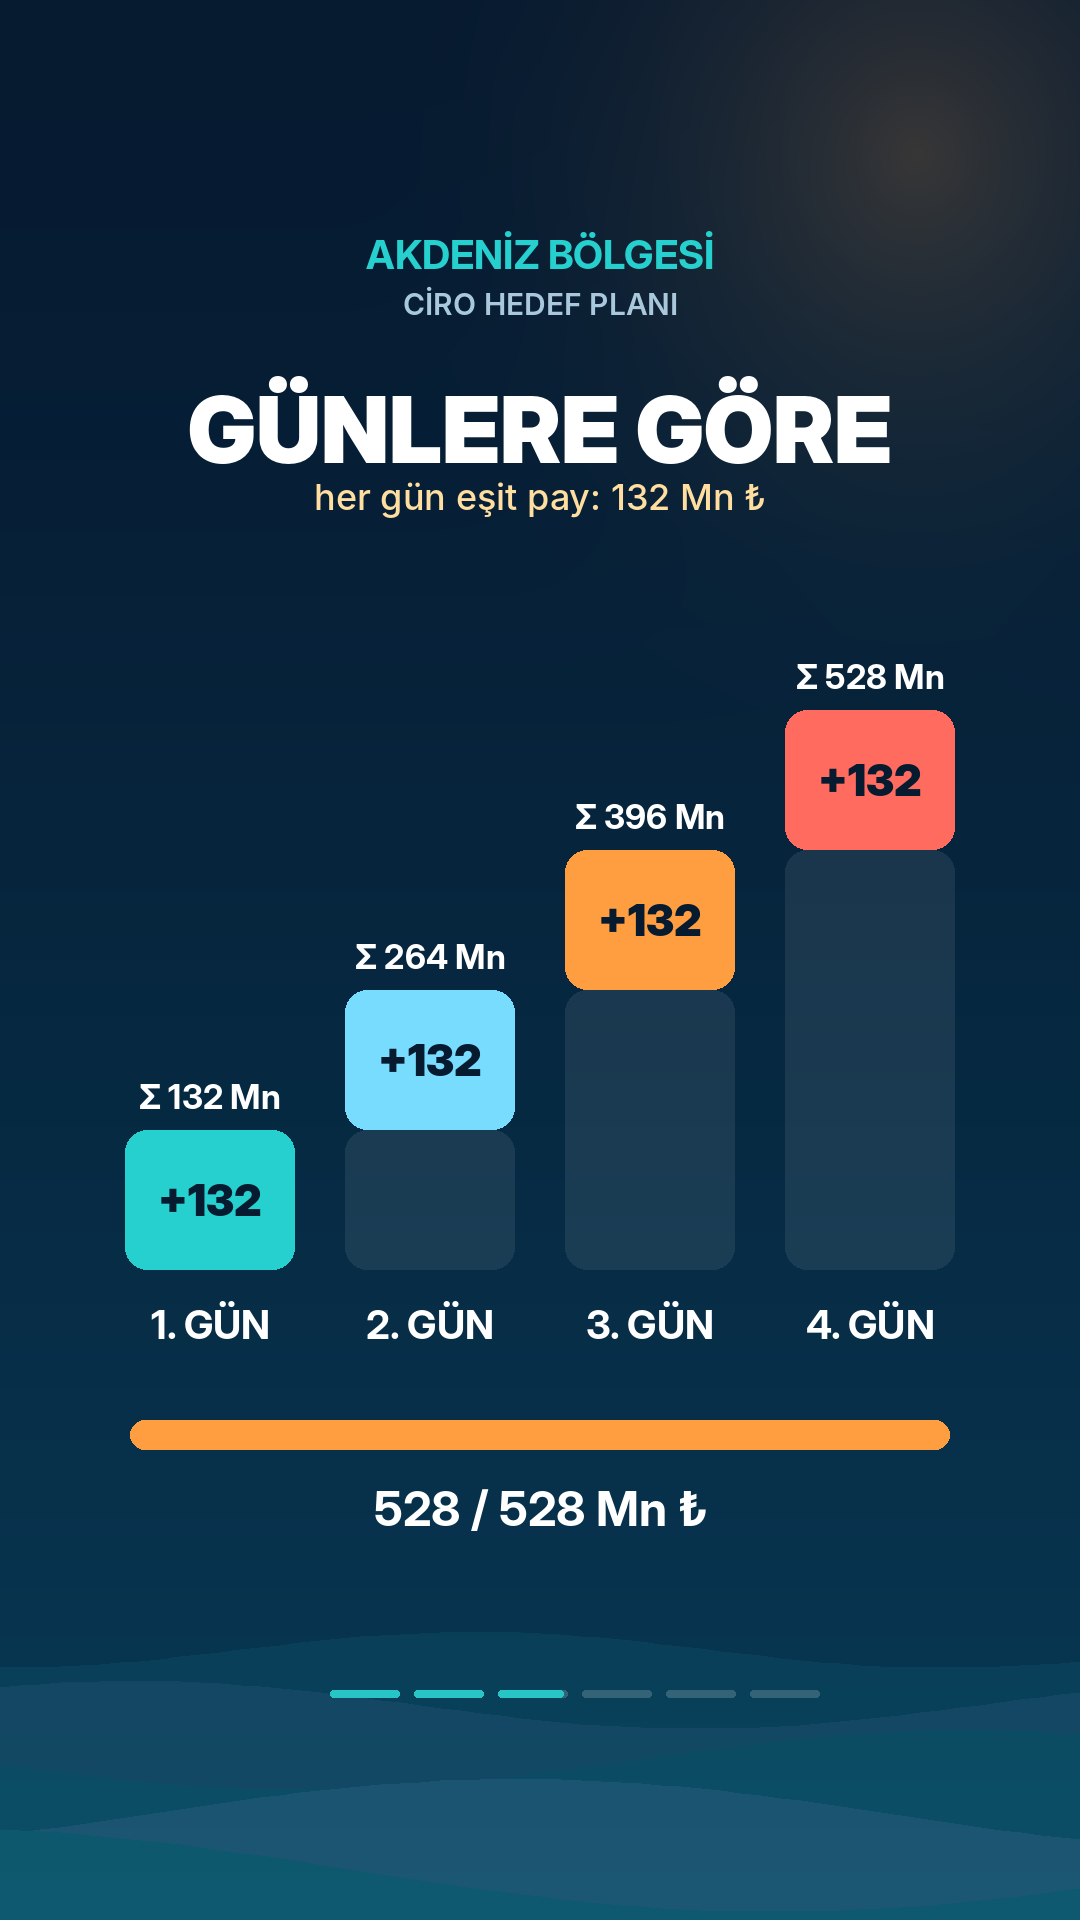 AKDENİZ BÖLGESİ
CİRO HEDEF PLANI
GÜNLERE GÖRE
her gün eşit pay: 132 Mn ₺
Σ 528 Mn
+132
Σ 396 Mn
+132
Σ 264 Mn
+132
Σ 132 Mn
+132
1. GÜN 2. GÜN 3. GÜN 4. GÜN
528 / 528 Mn ₺